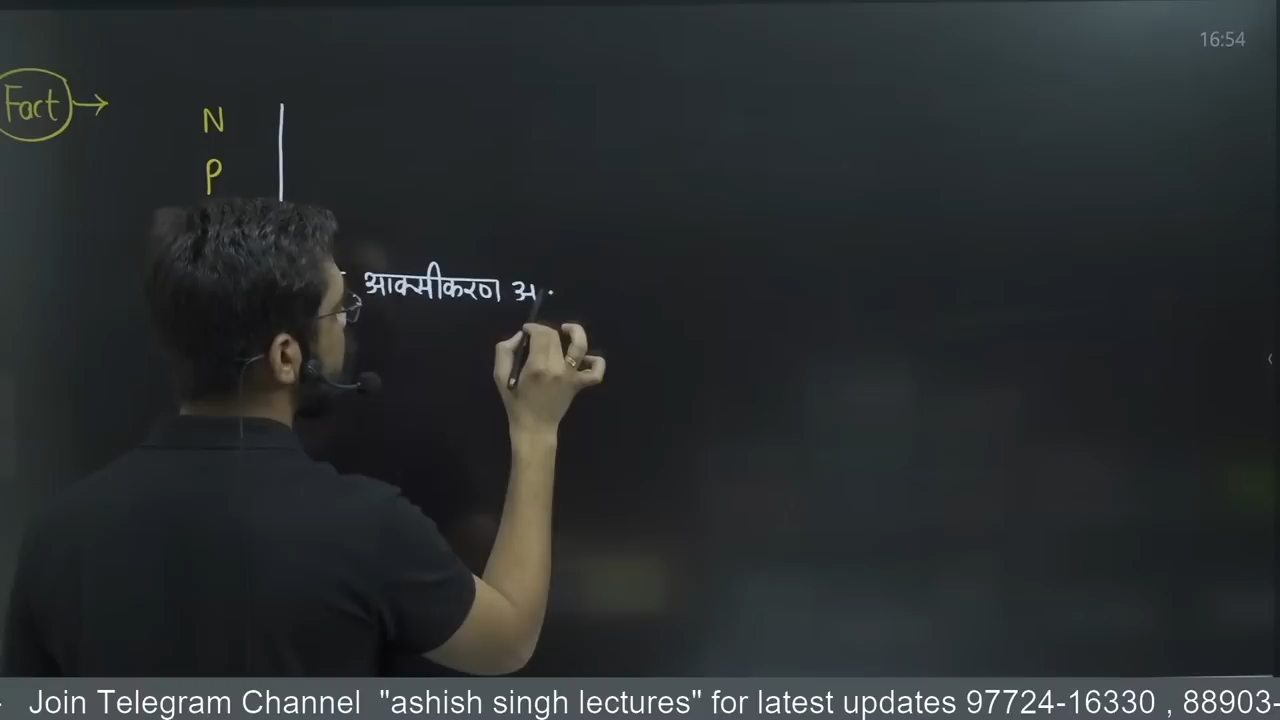 16:54
Fact →
N
P
आक्सीकरण अ
Join Telegram Channel "ashish singh lectures" for latest updates 97724-16330 , 88903-